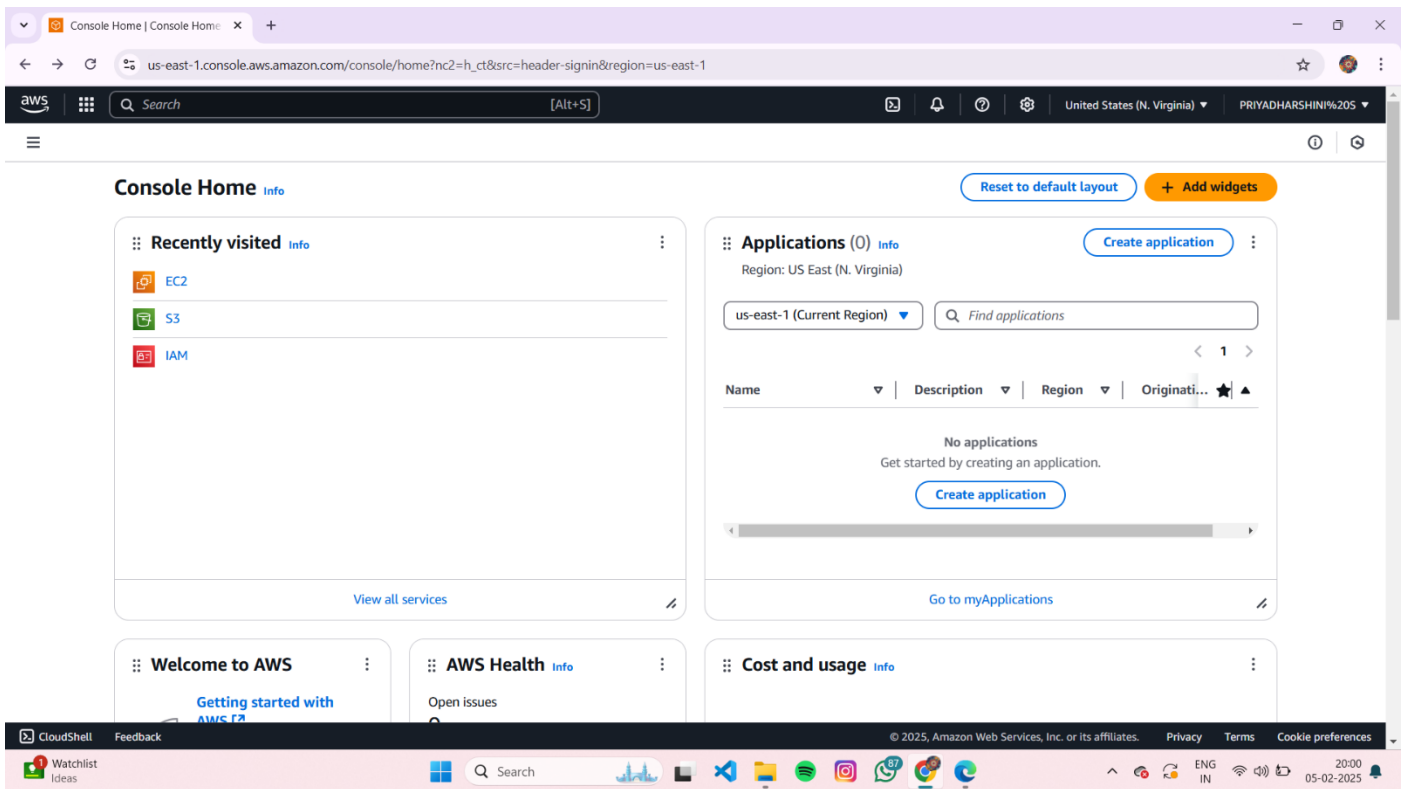 Console Home | Console Home
us-east-1.console.aws.amazon.com/console/home?nc2=h_ct&src=header-signin&region=us-east-1
aws
Search
[Alt+S]
United States (N. Virginia)
PRIYADHARSHINI%20S
Console Home Info
Reset to default layout
+ Add widgets
Recently visited Info
EC2
S3
IAM
View all services
Applications (0) Info
Create application
Region: US East (N. Virginia)
us-east-1 (Current Region)
Find applications
1
Name Description Region Originati...
No applications
Get started by creating an application.
Create application
Go to myApplications
Welcome to AWS
Getting started with
AWS
AWS Health Info
Open issues
Cost and usage Info
CloudShell Feedback
© 2025, Amazon Web Services, Inc. or its affiliates. Privacy Terms Cookie preferences
1
Watchlist
Ideas
Search
87
ENG
IN
20:00
05-02-2025